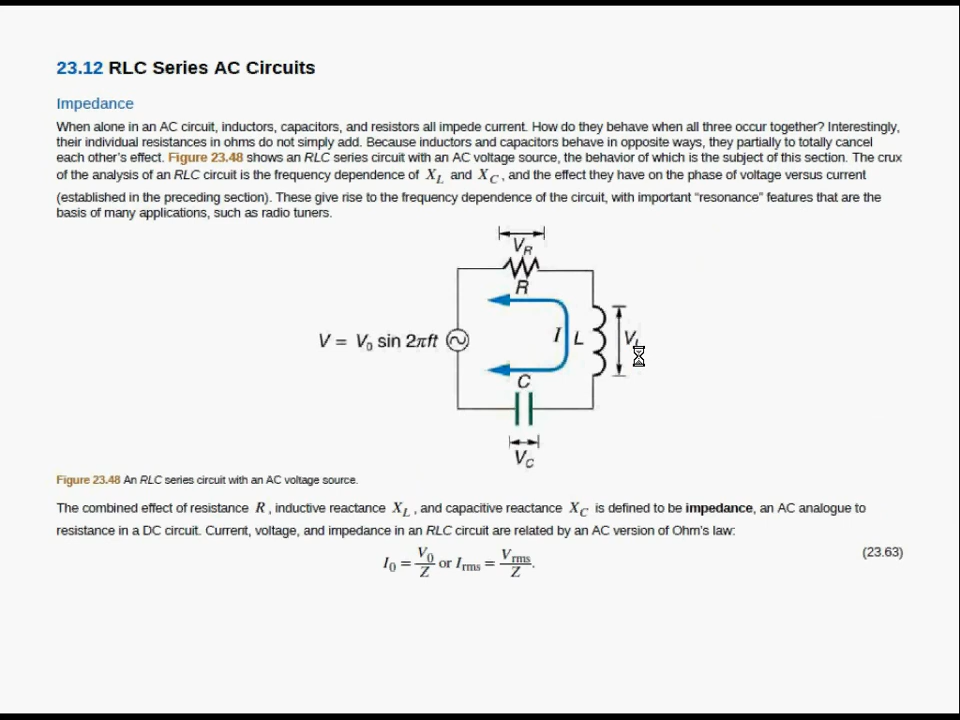 23.12 RLC Series AC Circuits
Impedance
When alone in an AC circuit, inductors, capacitors, and resistors all impede current. How do they behave when all three occur together? Interestingly,
their individual resistances in ohms do not simply add. Because inductors and capacitors behave in opposite ways, they partially to totally cancel
each other's effect. Figure 23.48 shows an RLC series circuit with an AC voltage source, the behavior of which is the subject of this section. The crux
of the analysis of an RLC circuit is the frequency dependence of X_L and X_C, and the effect they have on the phase of voltage versus current
(established in the preceding section). These give rise to the frequency dependence of the circuit, with important "resonance" features that are the
basis of many applications, such as radio tuners.
V_R
R
V = V₀ sin 2πft
I
L
V_L
C
V_C
Figure 23.48 An RLC series circuit with an AC voltage source.
The combined effect of resistance R, inductive reactance X_L, and capacitive reactance X_C is defined to be impedance, an AC analogue to
resistance in a DC circuit. Current, voltage, and impedance in an RLC circuit are related by an AC version of Ohm's law:
I₀ = V₀/Z or I_rms = V_rms/Z.
(23.63)